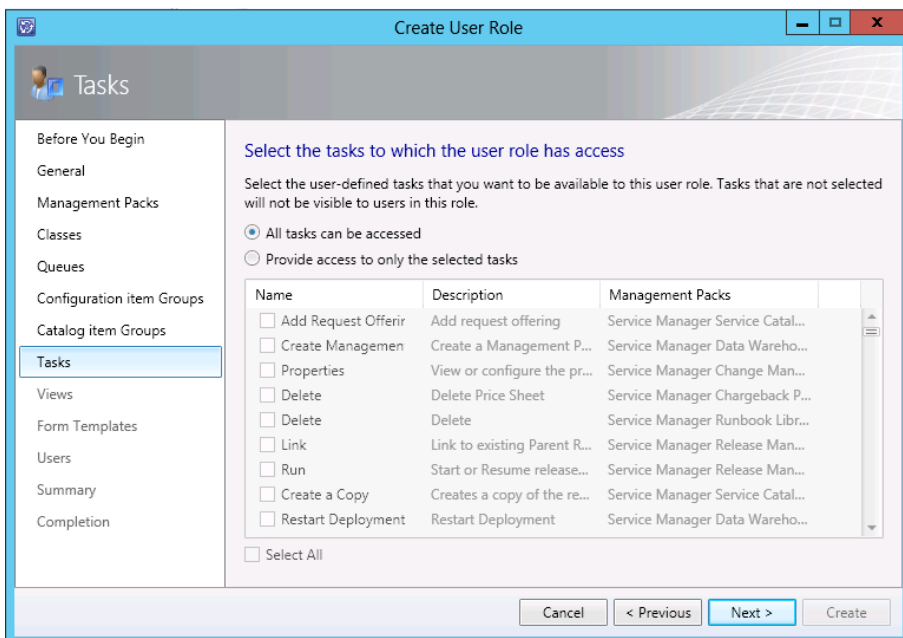 Create User Role
Tasks
Before You Begin
General
Management Packs
Classes
Queues
Configuration item Groups
Catalog item Groups
Tasks
Views
Form Templates
Users
Summary
Completion
Select the tasks to which the user role has access
Select the user-defined tasks that you want to be available to this user role. Tasks that are not selected
will not be visible to users in this role.
All tasks can be accessed
Provide access to only the selected tasks
Name Description Management Packs
Add Request Offerir Add request offering Service Manager Service Catal...
Create Managemen Create a Management P... Service Manager Data Wareho...
Properties View or configure the pr... Service Manager Change Man...
Delete Delete Price Sheet Service Manager Chargeback P...
Delete Delete Service Manager Runbook Libr...
Link Link to existing Parent R... Service Manager Release Man...
Run Start or Resume release... Service Manager Release Man...
Create a Copy Creates a copy of the re... Service Manager Service Catal...
Restart Deployment Restart Deployment Service Manager Data Wareho...
Select All
Cancel < Previous Next > Create